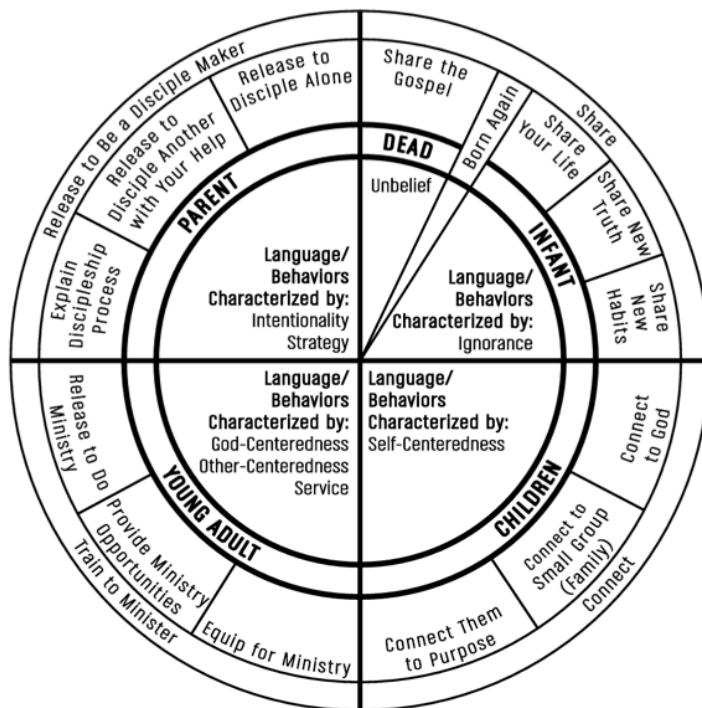 Release to Be a Disciple Maker
Release to
Disciple Alone
Release to
Disciple Another
with Your Help
Explain
Discipleship
Process
PARENT
Language/
Behaviors
Characterized by:
Intentionality
Strategy
Share the
Gospel
DEAD
Unbelief
Born Again
Share
Share
Your Life
Share New
Truth
Share
New
Habits
INFANT
Language/
Behaviors
Characterized by:
Ignorance
Connect
to God
Connect to
Small Group
(Family)
Connect Them
to Purpose
Connect
CHILDREN
Language/
Behaviors
Characterized by:
Self-Centeredness
Language/
Behaviors
Characterized by:
God-Centeredness
Other-Centeredness
Service
YOUNG ADULT
Equip for Ministry
Provide Ministry
Opportunities
Release to Do
Ministry
Train to Minister